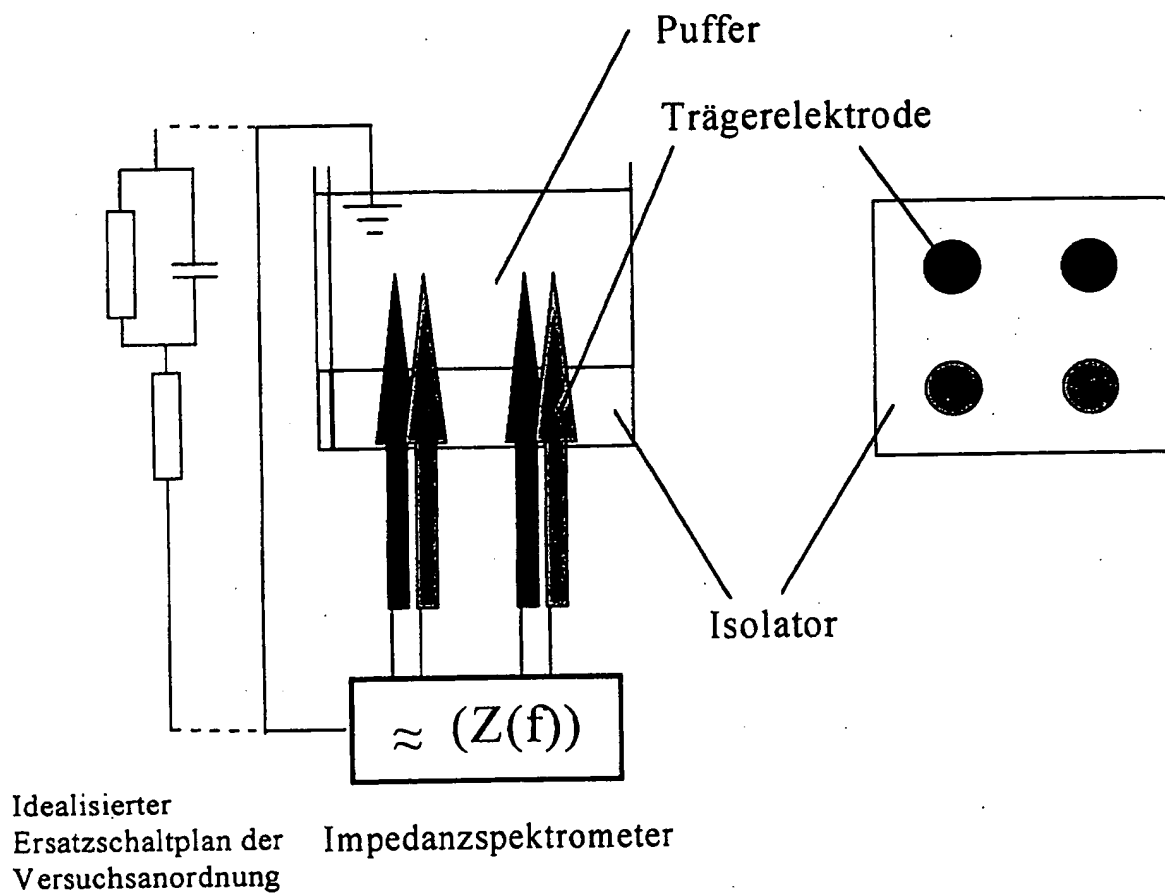 Puffer
Trägerelektrode
Isolator
≈ (Z(f))
Idealisierter
Ersatzschaltplan der
Versuchsanordnung
Impedanzspektrometer